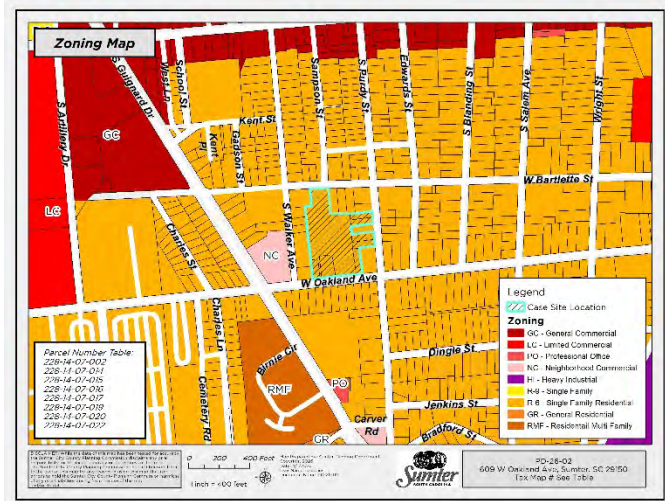 Zoning Map
S Artillery Dr
GC
S Guignard Dr
West Ln
School St
Kent St
Kent Pl
Gadson St
Sampson St
S Purdy St
Edwards St
S Blanding St
S Salem Ave
Wright St
W Bartlette St
LC
Charles St
NC
S Walker Ave
W Oakland Ave
Charles Ln
Cemetery Rd
Birnie Cir
RMF
PO
GR
Carver Rd
Dingle St
Jenkins St
Bradford St
Legend
Case Site Location
Zoning
GC - General Commercial
LC - Limited Commercial
PO - Professional Office
NC - Neighborhood Commercial
HI - Heavy Industrial
R-6 - Single Family Residential
GR - General Residential
RMF - Residential Multi Family
Parcel Number Table:
228-14-07-002
228-14-07-014
228-14-07-015
228-14-07-016
228-14-07-017
228-14-07-019
228-14-07-020
228-14-07-022
0 200 400 Feet
1 inch = 400 feet
Sumter
SOUTH CAROLINA
PD-26-02
609 W Oakland Ave, Sumter, SC 29150
Tax Map # See Table